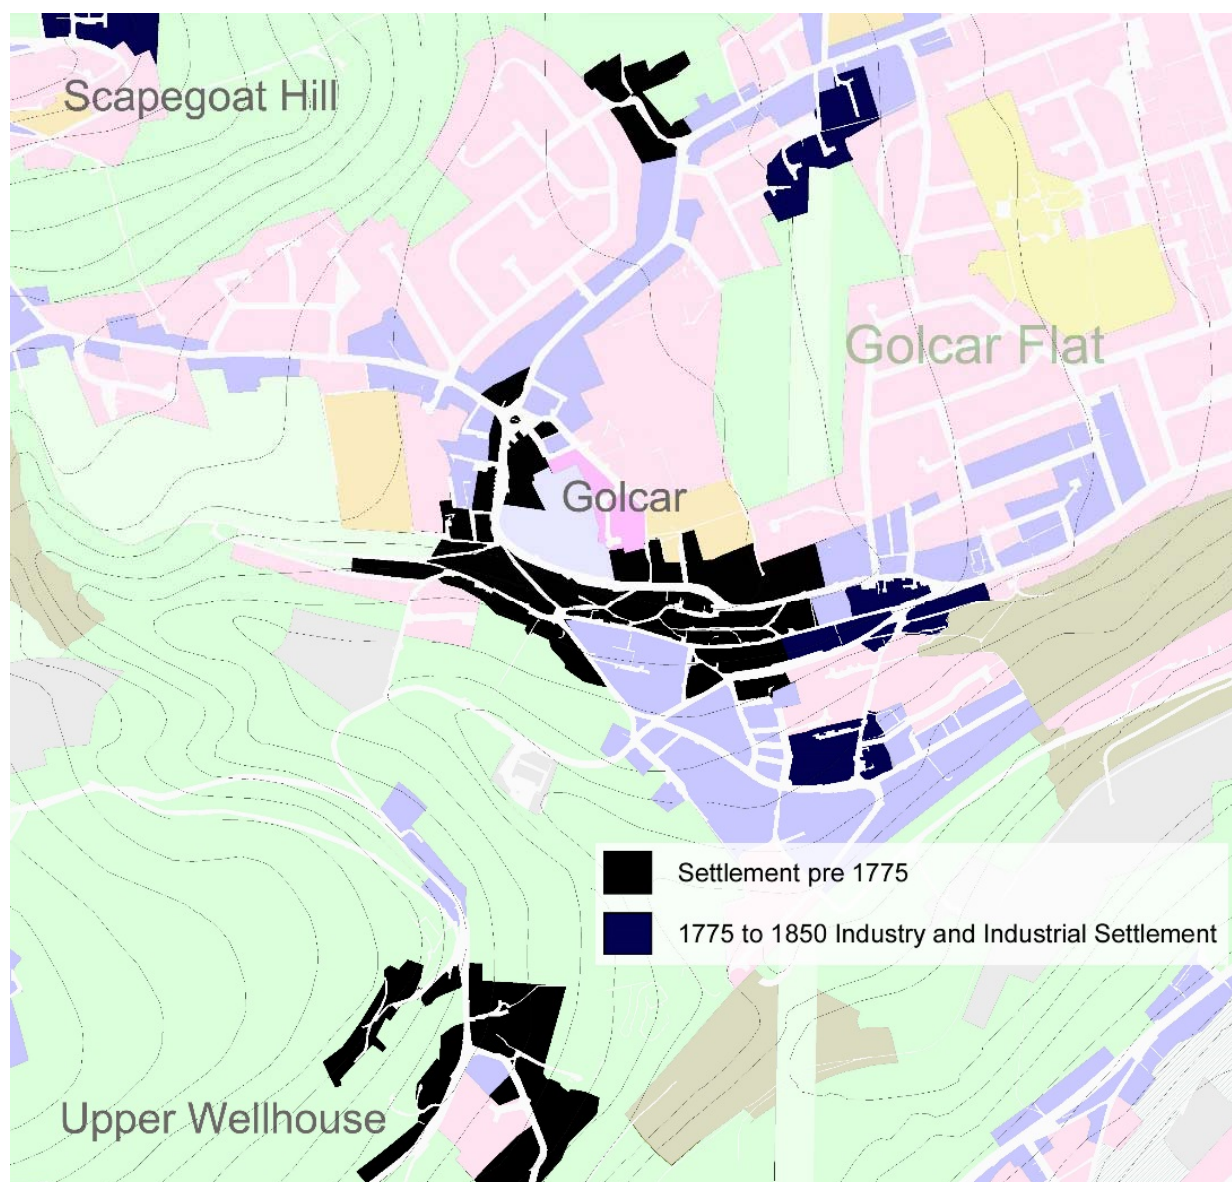 Scapegoat Hill
Golcar Flat
Golcar
Settlement pre 1775
1775 to 1850 Industry and Industrial Settlement
Upper Wellhouse